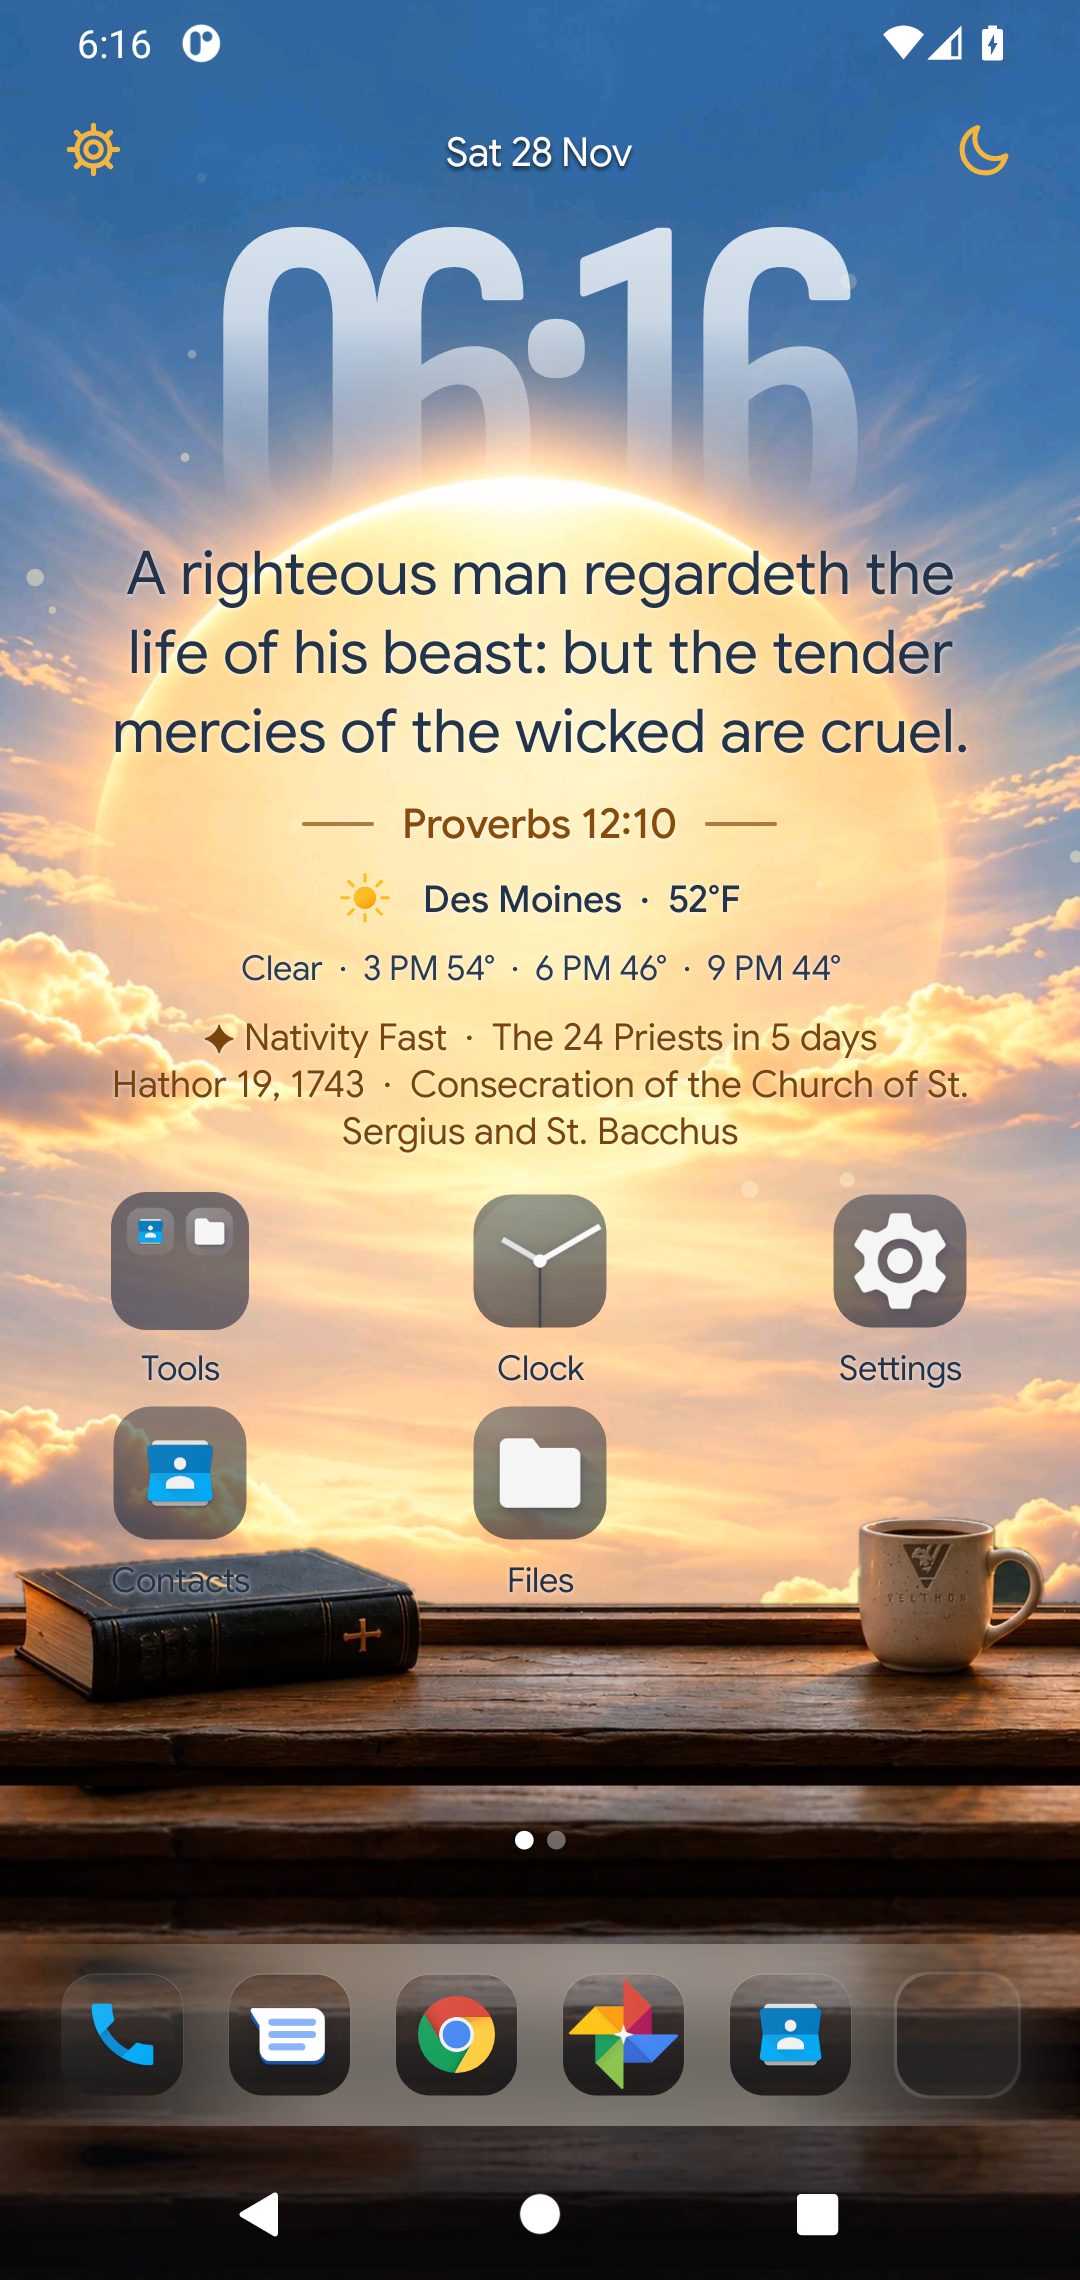 6:16
Sat 28 Nov
06:16
A righteous man regardeth the
life of his beast: but the tender
mercies of the wicked are cruel.
Proverbs 12:10
Des Moines · 52°F
Clear · 3 PM 54° · 6 PM 46° · 9 PM 44°
✦ Nativity Fast · The 24 Priests in 5 days
Hathor 19, 1743 · Consecration of the Church of St.
Sergius and St. Bacchus
Tools
Clock
Settings
Contacts
Files
VELTHON